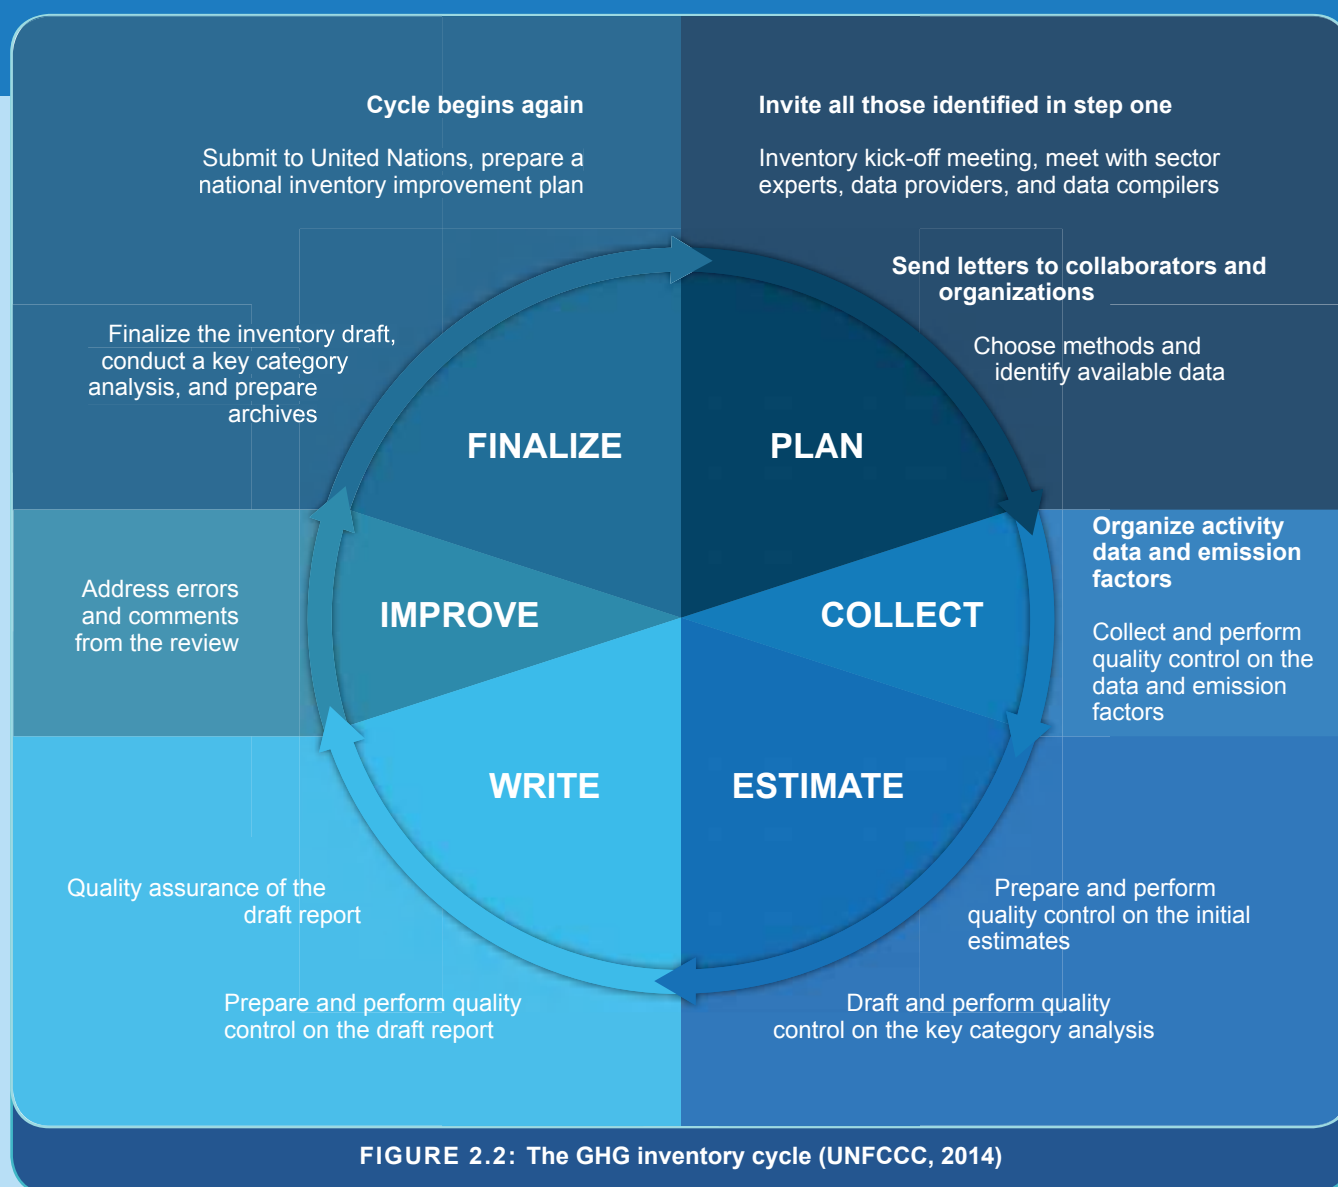 Cycle begins again
Submit to United Nations, prepare a
national inventory improvement plan
Invite all those identified in step one
Inventory kick-off meeting, meet with sector
experts, data providers, and data compilers
Send letters to collaborators and
organizations
Choose methods and
identify available data
Finalize the inventory draft,
conduct a key category
analysis, and prepare
archives
FINALIZE
PLAN
Organize activity
data and emission
factors
Collect and perform
quality control on the
data and emission
factors
Address errors
and comments
from the review
IMPROVE
COLLECT
WRITE
ESTIMATE
Quality assurance of the
draft report
Prepare and perform quality
control on the draft report
Prepare and perform
quality control on the initial
estimates
Draft and perform quality
control on the key category analysis
FIGURE 2.2: The GHG inventory cycle (UNFCCC, 2014)